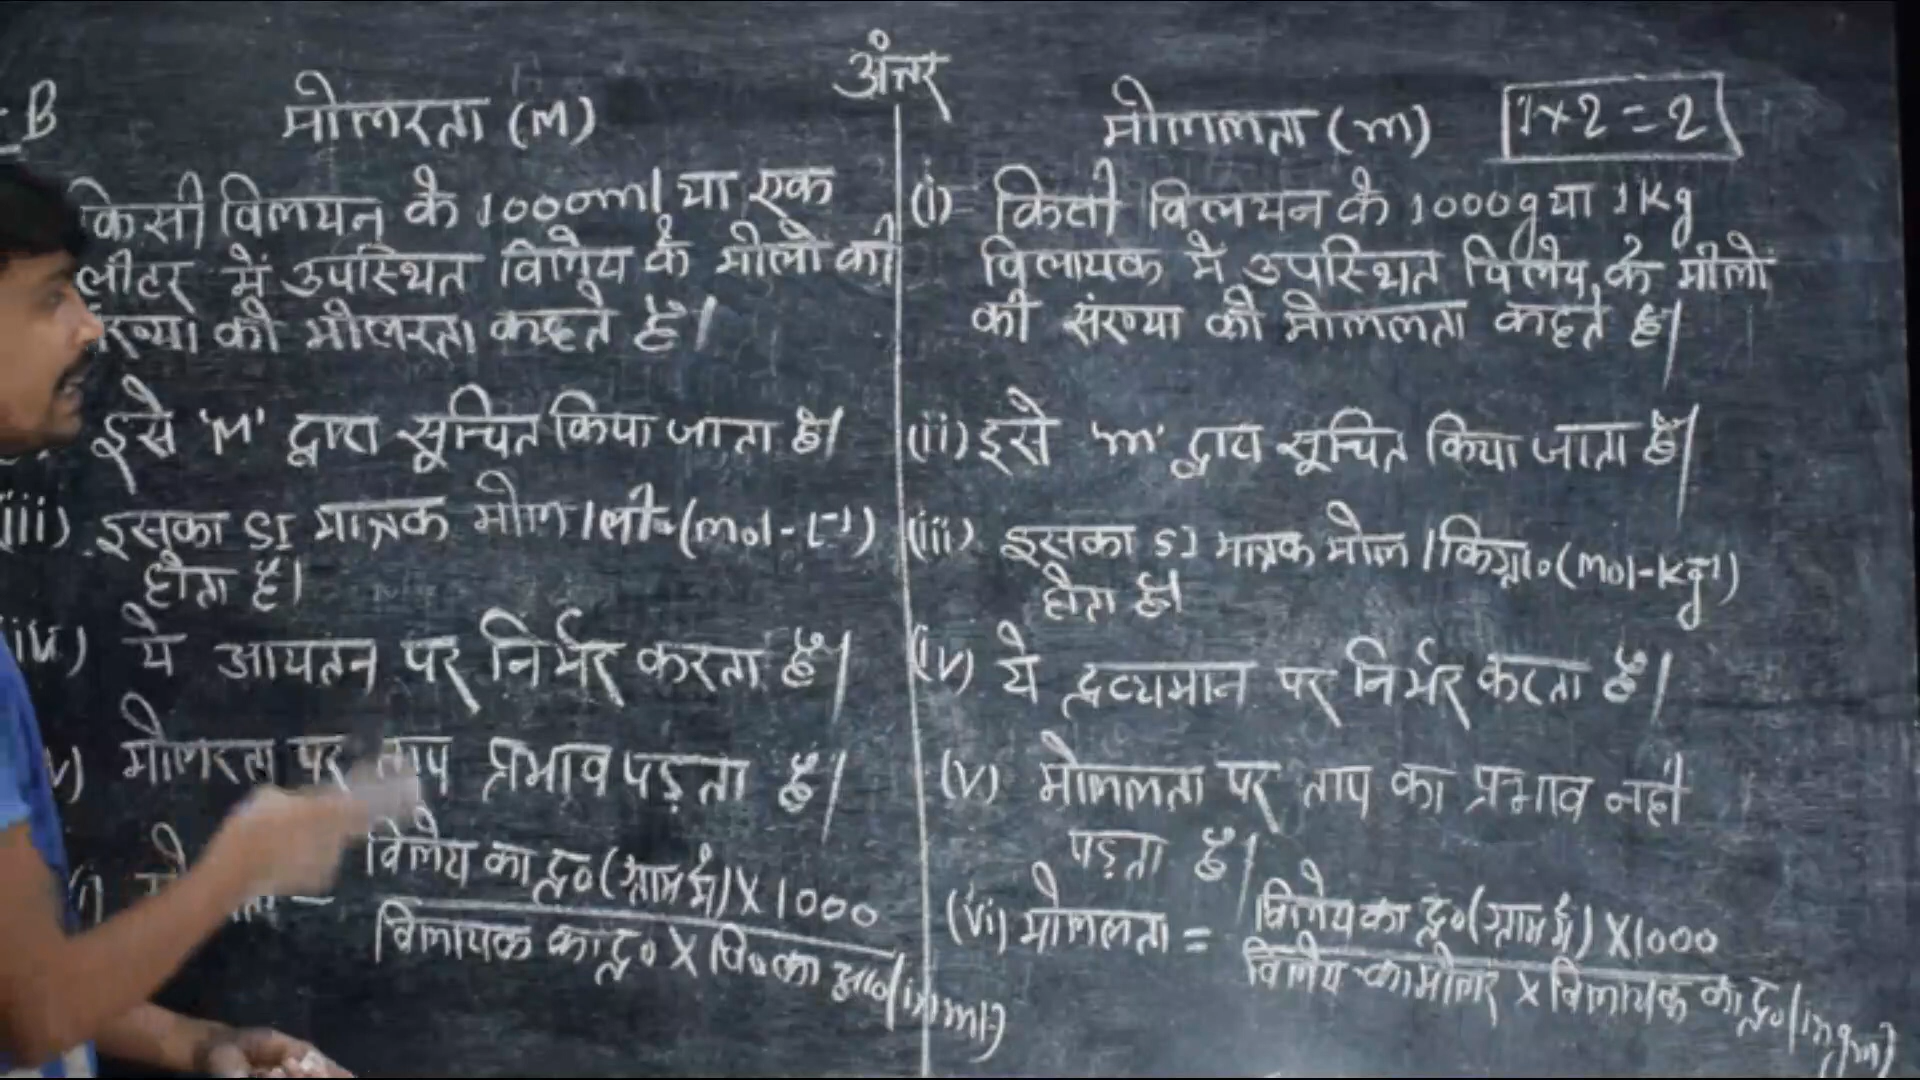 अंतर
B
मोलरता (M)
मोललता (m)
1×2=2
किसी विलयन के 1000ml या एक
लीटर में उपस्थित विलेय के मोलो की
को मोलरता कहते है।
इसे 'M' द्वारा सूचित किया जाता है।
(iii) इसका SI मात्रक मोल/ली. (mol-L⁻¹)
होता है।
(iv) ये आयतन पर निर्भर करता है।
v) मोलरता पर ताप प्रभाव पड़ता है।
विलेय का द्र० (ग्राम में) X 1000
विलायक का द्र० X वि० का आ० (in ml)
(i) किसी विलयन के 1000g या 1Kg
विलायक में उपस्थित विलेय के मोलो
की संख्या को मोललता कहते है।
(ii) इसे 'm' द्वारा सूचित किया जाता है।
(iii) इसका SI मात्रक मोल/किग्रा० (mol-Kg⁻¹)
होता है।
(iv) ये द्रव्यमान पर निर्भर करता है।
(v) मोललता पर ताप का प्रभाव नही
पड़ता है।
(vi) मोललता = विलेय का द्र० (ग्राम में) X 1000
विलेय का मोलर X विलायक का द्र० (in gm)